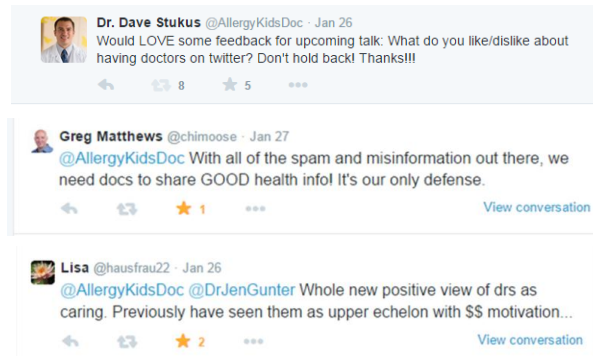 Dr. Dave Stukus @AllergyKidsDoc · Jan 26
Would LOVE some feedback for upcoming talk: What do you like/dislike about
having doctors on twitter? Don't hold back! Thanks!!!
8 5
Greg Matthews @chimoose · Jan 27
@AllergyKidsDoc With all of the spam and misinformation out there, we
need docs to share GOOD health info! It's our only defense.
1 View conversation
Lisa @hausfrau22 · Jan 26
@AllergyKidsDoc @DrJenGunter Whole new positive view of drs as
caring. Previously have seen them as upper echelon with $$ motivation...
2 View conversation